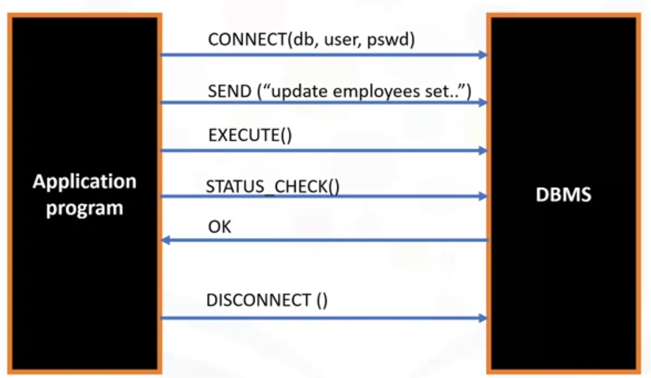 CONNECT(db, user, pswd)
SEND (“update employees set..”)
EXECUTE()
Application
program
STATUS_CHECK()
DBMS
OK
DISCONNECT ()